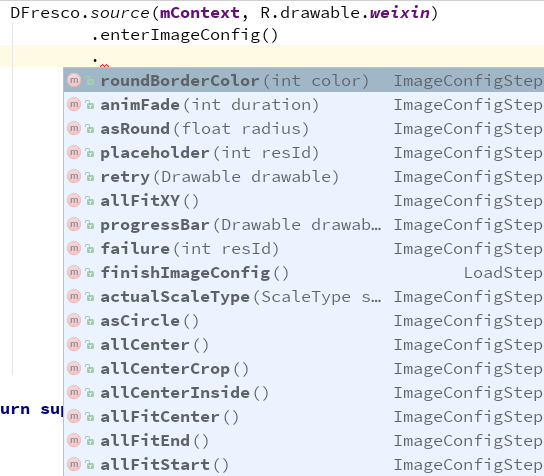 DFresco.source(mContext, R.drawable.weixin)
.enterImageConfig()
.
m roundBorderColor(int color) ImageConfigStep
m animFade(int duration) ImageConfigStep
m asRound(float radius) ImageConfigStep
m placeholder(int resId) ImageConfigStep
m retry(Drawable drawable) ImageConfigStep
m allFitXY() ImageConfigStep
m progressBar(Drawable drawab… ImageConfigStep
m failure(int resId) ImageConfigStep
m finishImageConfig() LoadStep
m actualScaleType(ScaleType s… ImageConfigStep
m asCircle() ImageConfigStep
m allCenter() ImageConfigStep
m allCenterCrop() ImageConfigStep
m allCenterInside() ImageConfigStep
urn sup
m allFitCenter() ImageConfigStep
m allFitEnd() ImageConfigStep
m allFitStart() ImageConfigStep